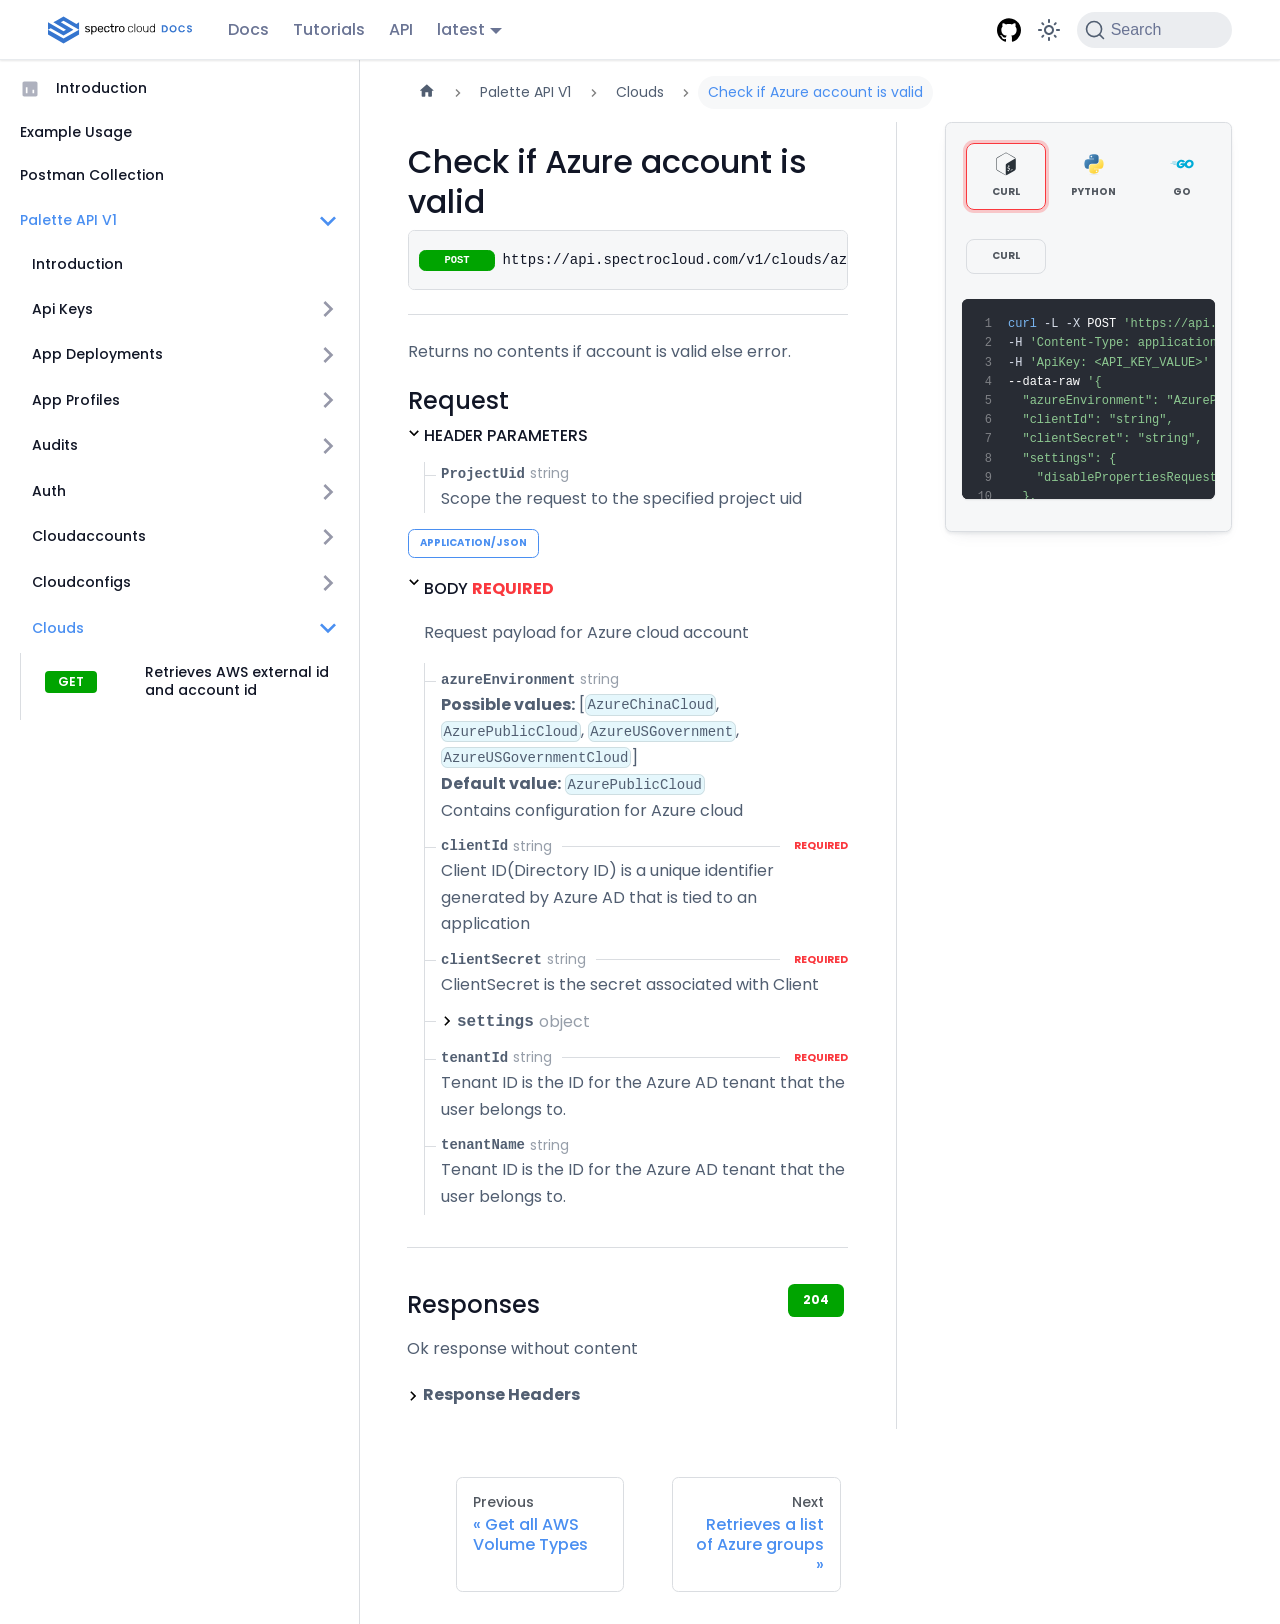 spectro cloud DOCS
Docs
Tutorials
API
latest
Search
Introduction
Example Usage
Postman Collection
Palette API V1
Introduction
Api Keys
App Deployments
App Profiles
Audits
Auth
Cloudaccounts
Cloudconfigs
Clouds
GET
Retrieves AWS external id
and account id
Palette API V1
Clouds
Check if Azure account is valid
Check if Azure account is
valid
POST https://api.spectrocloud.com/v1/clouds/az
Returns no contents if account is valid else error.
Request
HEADER PARAMETERS
ProjectUid string
Scope the request to the specified project uid
APPLICATION/JSON
BODY REQUIRED
Request payload for Azure cloud account
azureEnvironment string
Possible values: [AzureChinaCloud,
AzurePublicCloud, AzureUSGovernment,
AzureUSGovernmentCloud]
Default value: AzurePublicCloud
Contains configuration for Azure cloud
clientId string REQUIRED
Client ID(Directory ID) is a unique identifier
generated by Azure AD that is tied to an
application
clientSecret string REQUIRED
ClientSecret is the secret associated with Client
settings object
tenantId string REQUIRED
Tenant ID is the ID for the Azure AD tenant that the
user belongs to.
tenantName string
Tenant ID is the ID for the Azure AD tenant that the
user belongs to.
Responses
204
Ok response without content
Response Headers
Previous
« Get all AWS
Volume Types
Next
Retrieves a list
of Azure groups
»
CURL
PYTHON
GO
GO
CURL
1 curl -L -X POST 'https://api.
2 -H 'Content-Type: application
3 -H 'ApiKey: <API_KEY_VALUE>'
4 --data-raw '{
5 "azureEnvironment": "AzureP
6 "clientId": "string",
7 "clientSecret": "string",
8 "settings": {
9 "disablePropertiesRequest
10 },